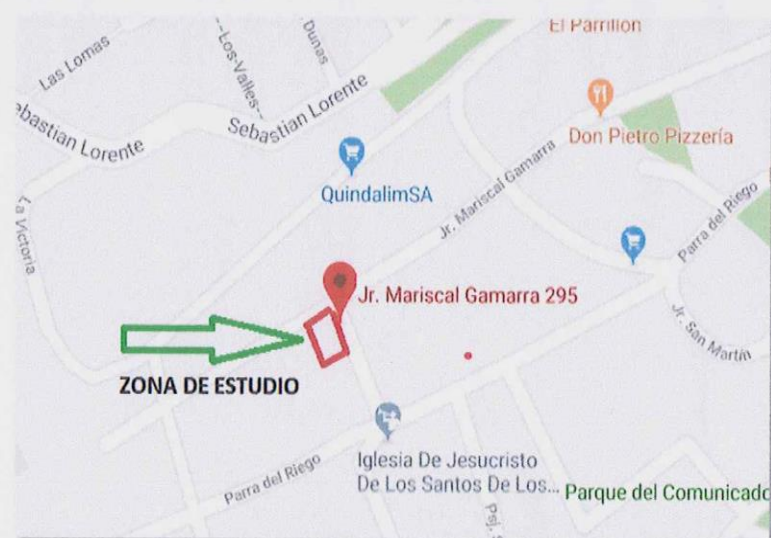 El Parrillon
Las Lomas
--Los-Valles--
Dunas
Sebastian Lorente
Don Pietro Pizzería
ebastian Lorente
QuindalimSA
Jr. Mariscal Gamarra
La Victoria
Parra del Riego
Jr. Mariscal Gamarra 295
Jr. San Martín
ZONA DE ESTUDIO
Iglesia De Jesucristo
De Los Santos De Los...
Parra del Riego
Parque del Comunicado
Psj.